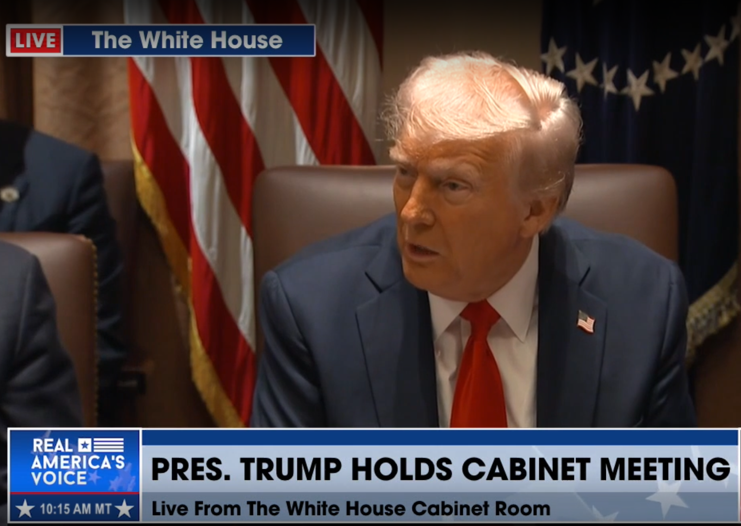 LIVE The White House
REAL
AMERICA'S
VOICE
10:15 AM MT
PRES. TRUMP HOLDS CABINET MEETING
Live From The White House Cabinet Room